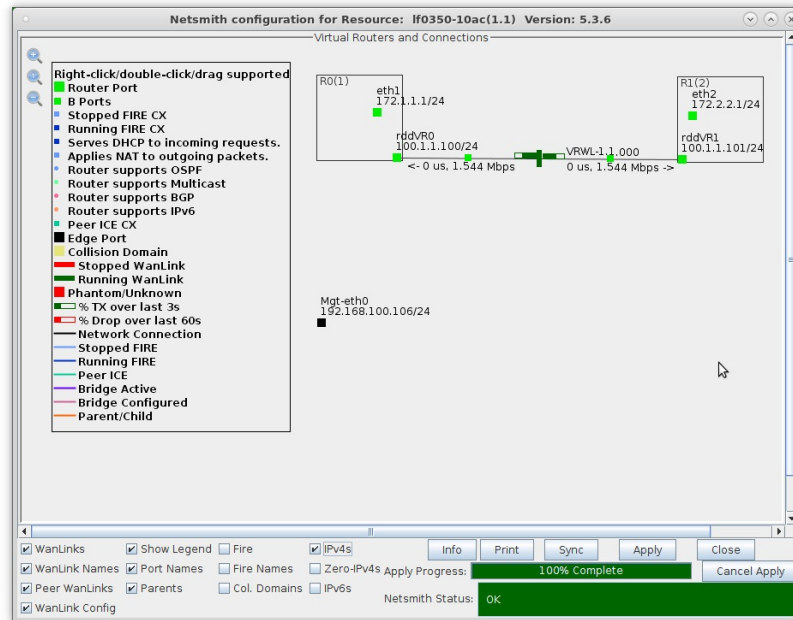 Netsmith configuration for Resource: lf0350-10ac(1.1) Version: 5.3.6
Virtual Routers and Connections
Right-click/double-click/drag supported
Router Port
B Ports
Stopped FIRE CX
Running FIRE CX
Serves DHCP to incoming requests.
Applies NAT to outgoing packets.
Router supports OSPF
Router supports Multicast
Router supports BGP
Router supports IPv6
Peer ICE CX
Edge Port
Collision Domain
Stopped WanLink
Running WanLink
Phantom/Unknown
% TX over last 3s
% Drop over last 60s
Network Connection
Stopped FIRE
Running FIRE
Peer ICE
Bridge Active
Bridge Configured
Parent/Child
R0(1)
eth1
172.1.1.1/24
rddVR0
100.1.1.100/24
<- 0 us, 1.544 Mbps
VRWL-1.1.000
0 us, 1.544 Mbps ->
R1(2)
eth2
172.2.2.1/24
rddVR1
100.1.1.101/24
Mgt-eth0
192.168.100.106/24
WanLinks Show Legend Fire IPv4s Info Print Sync Apply Close
WanLink Names Port Names Fire Names Zero-IPv4s Apply Progress: 100% Complete Cancel Apply
Peer WanLinks Parents Col. Domains IPv6s
WanLink Config Netsmith Status: OK